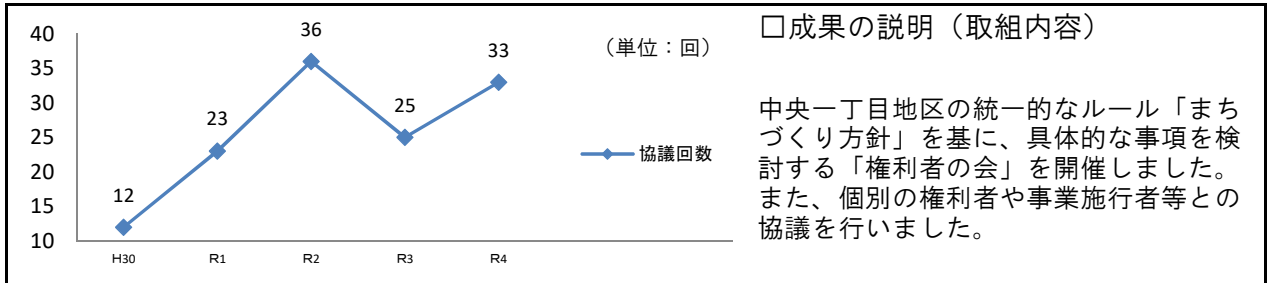 40
35
30
25
20
15
10
12
23
36
25
33
（単位：回）
協議回数
H30
R1
R2
R3
R4
□成果の説明（取組内容）
中央一丁目地区の統一的なルール「まち
づくり方針」を基に、具体的な事項を検
討する「権利者の会」を開催しました。
また、個別の権利者や事業施行者等との
協議を行いました。